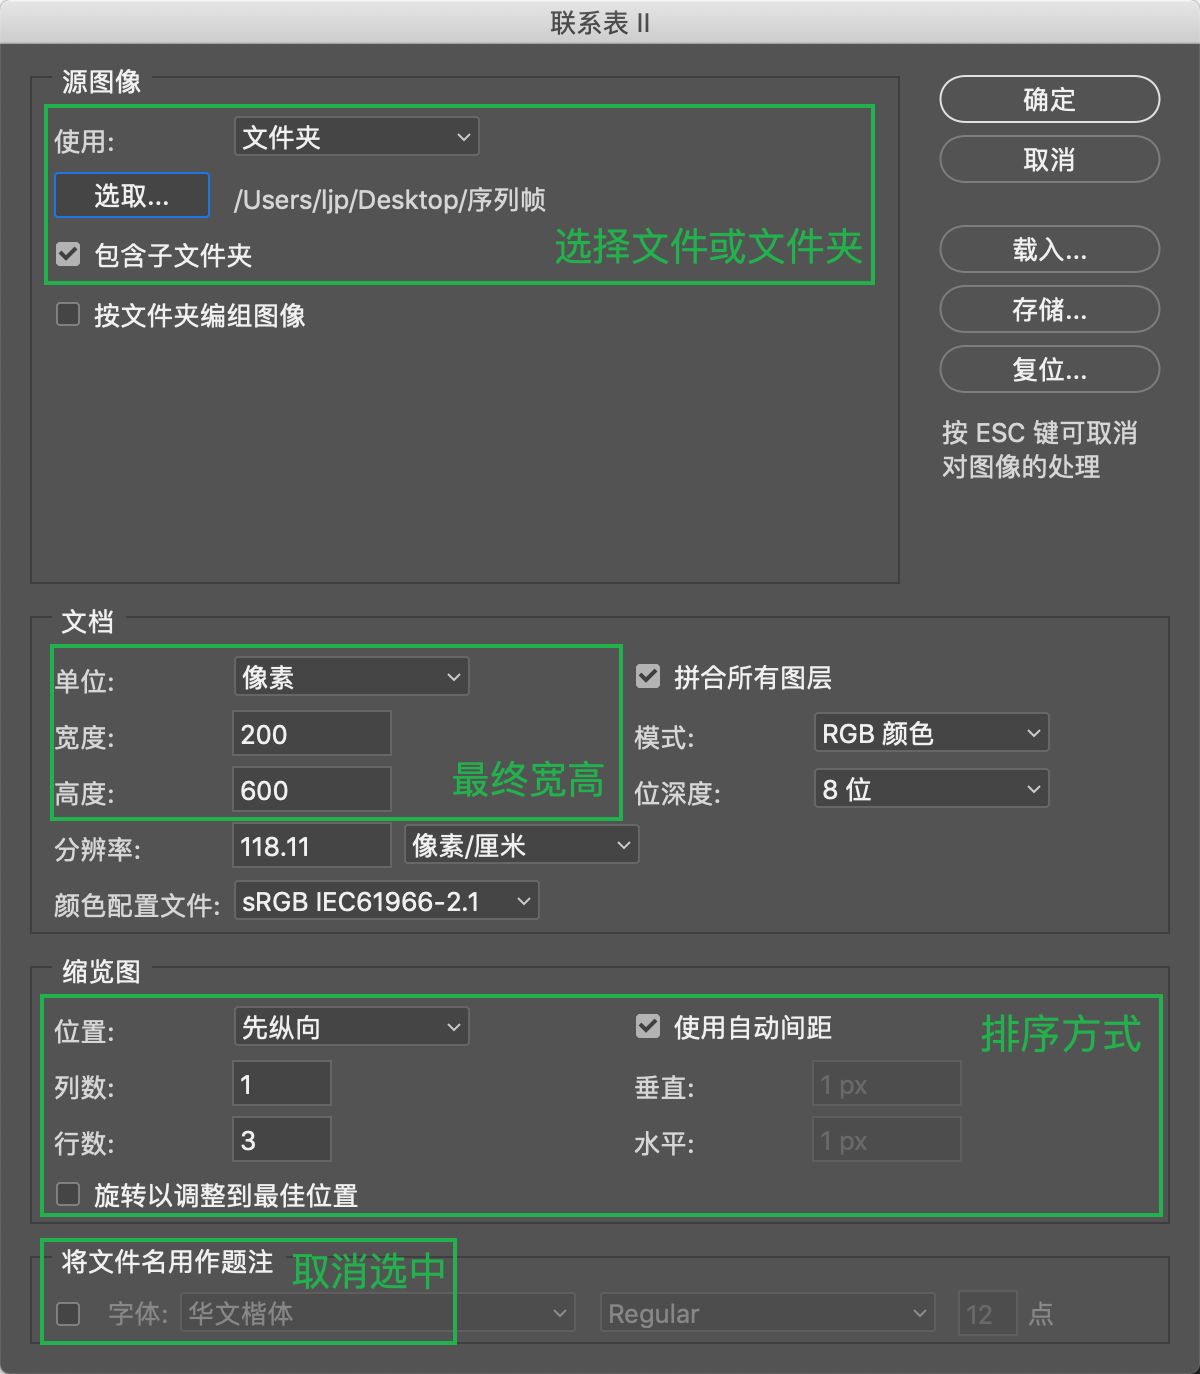 联系表 II
源图像
使用: 文件夹
选取... /Users/ljp/Desktop/序列帧
包含子文件夹
选择文件或文件夹
按文件夹编组图像
确定
取消
载入...
存储...
复位...
按 ESC 键可取消
对图像的处理
文档
单位: 像素
宽度: 200
高度: 600
最终宽高
分辨率: 118.11 像素/厘米
颜色配置文件: sRGB IEC61966-2.1
拼合所有图层
模式: RGB 颜色
位深度: 8 位
缩览图
位置: 先纵向
列数: 1
行数: 3
旋转以调整到最佳位置
使用自动间距
排序方式
垂直: 1 px
水平: 1 px
将文件名用作题注
取消选中
字体: 华文楷体 Regular 12 点